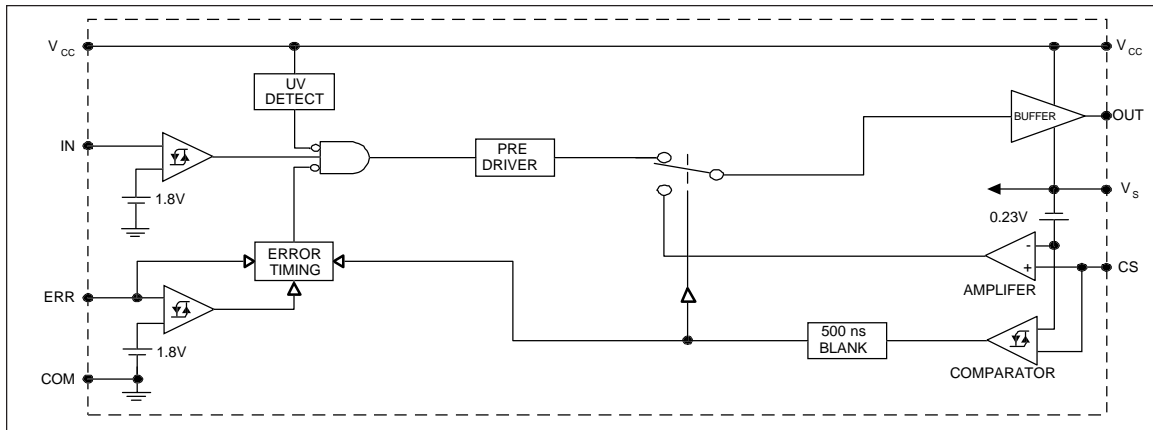 V CC
V CC
UV
DETECT
BUFFER
OUT
IN
PRE
DRIVER
1.8V
V S
0.23V
ERROR
TIMING
-
+
CS
ERR
AMPLIFER
500 ns
BLANK
1.8V
COM
COMPARATOR